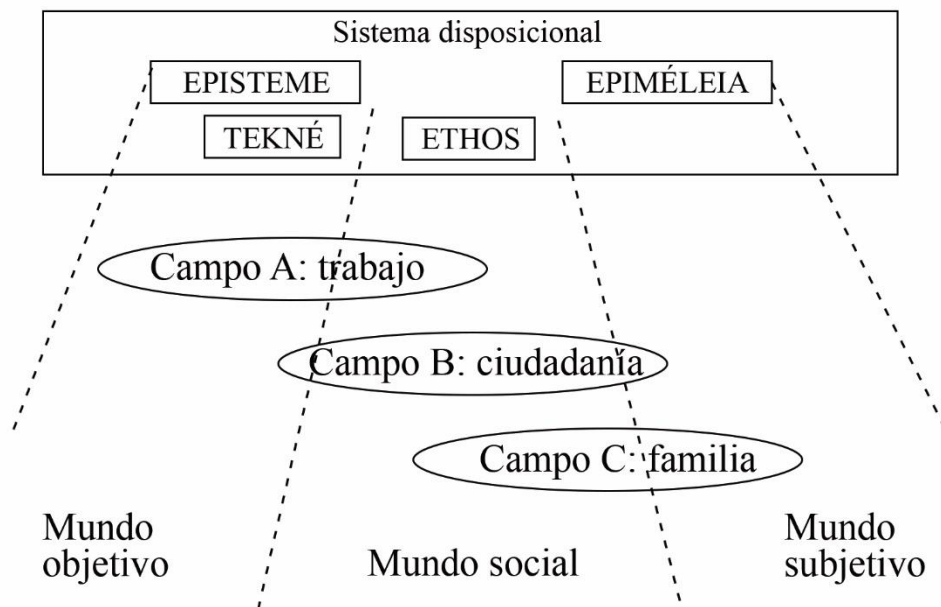 Sistema disposicional
EPISTEME
EPIMÉLEIA
TEKNÉ
ETHOS
Campo A: trabajo
Campo B: ciudadanía
Campo C: familia
Mundo
objetivo
Mundo social
Mundo
subjetivo